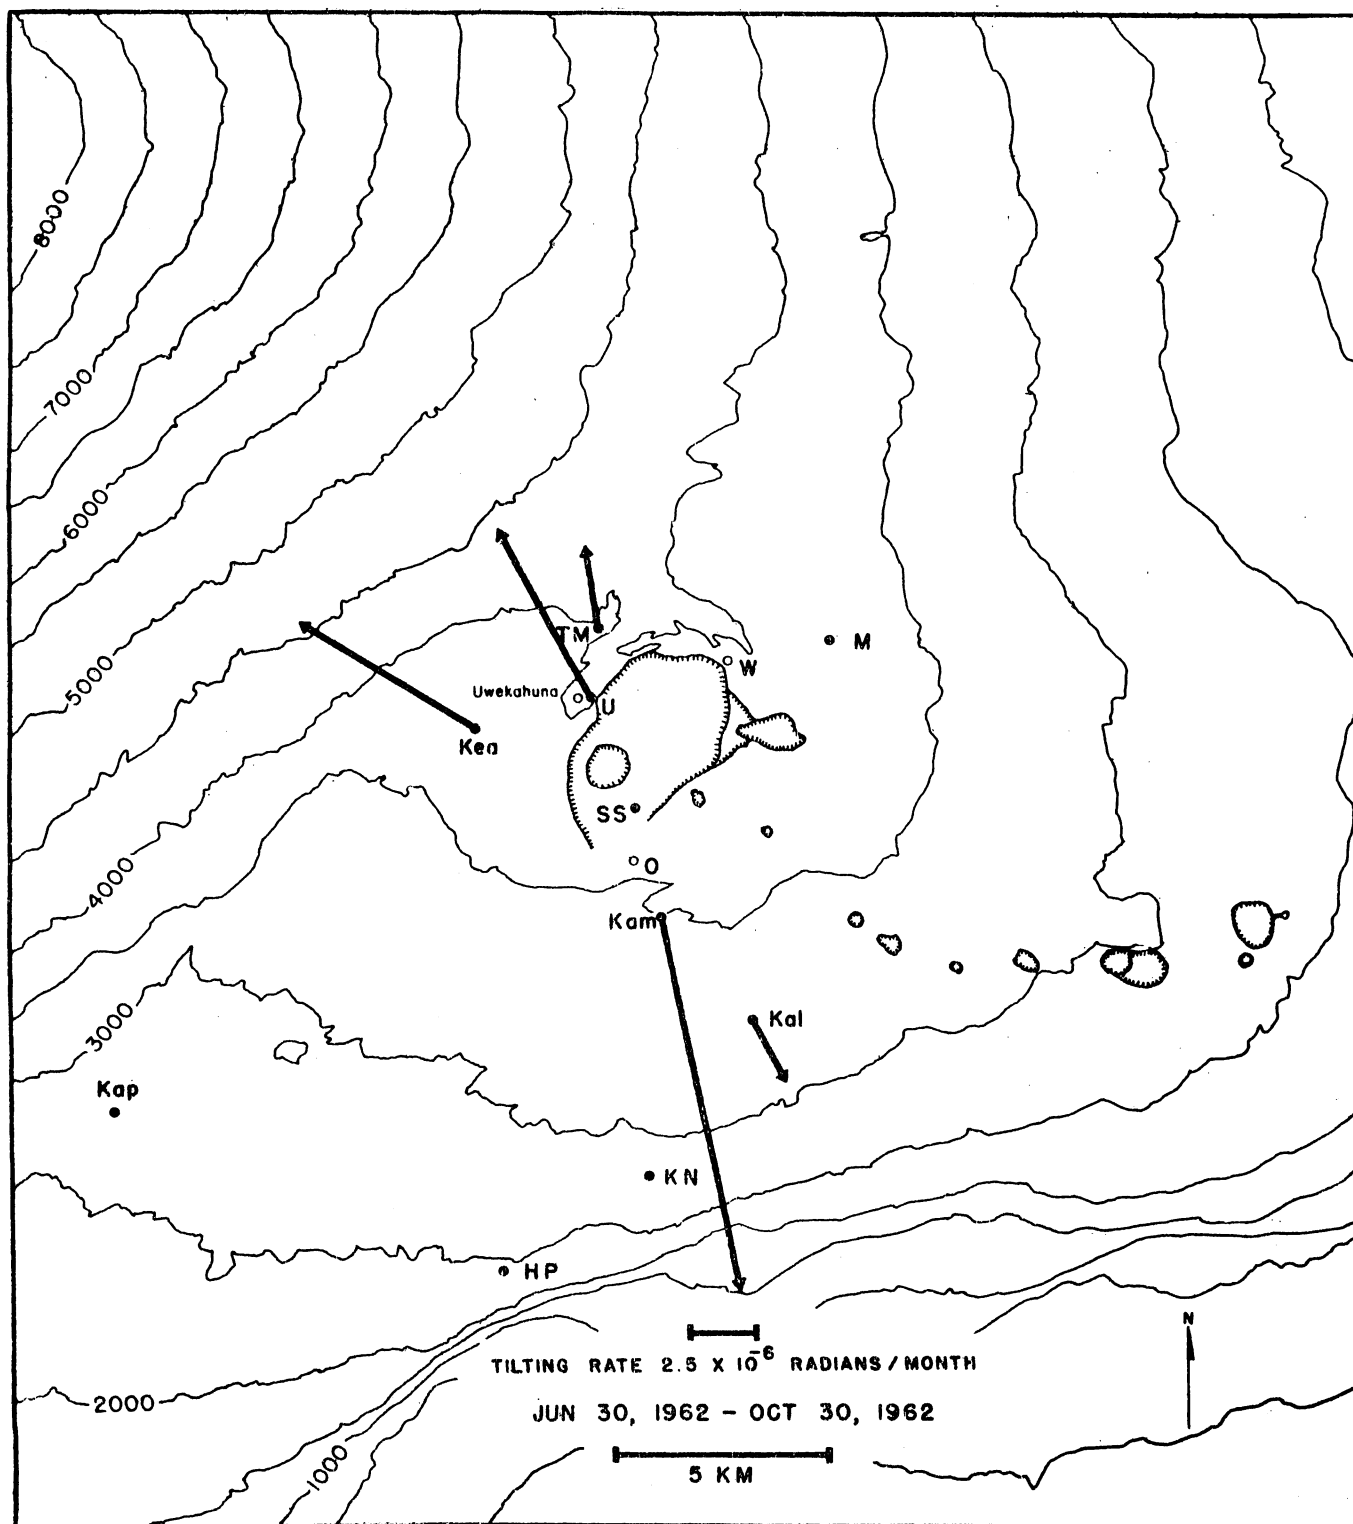 8000
7000
6000
5000
4000
3000
2000
1000
TM
M
W
Uwekahuna
U
Kea
SS
O
Kam
Kal
Kap
KN
HP
N
TILTING RATE 2.5 X 10-6 RADIANS / MONTH
JUN 30, 1962 – OCT 30, 1962
5 KM